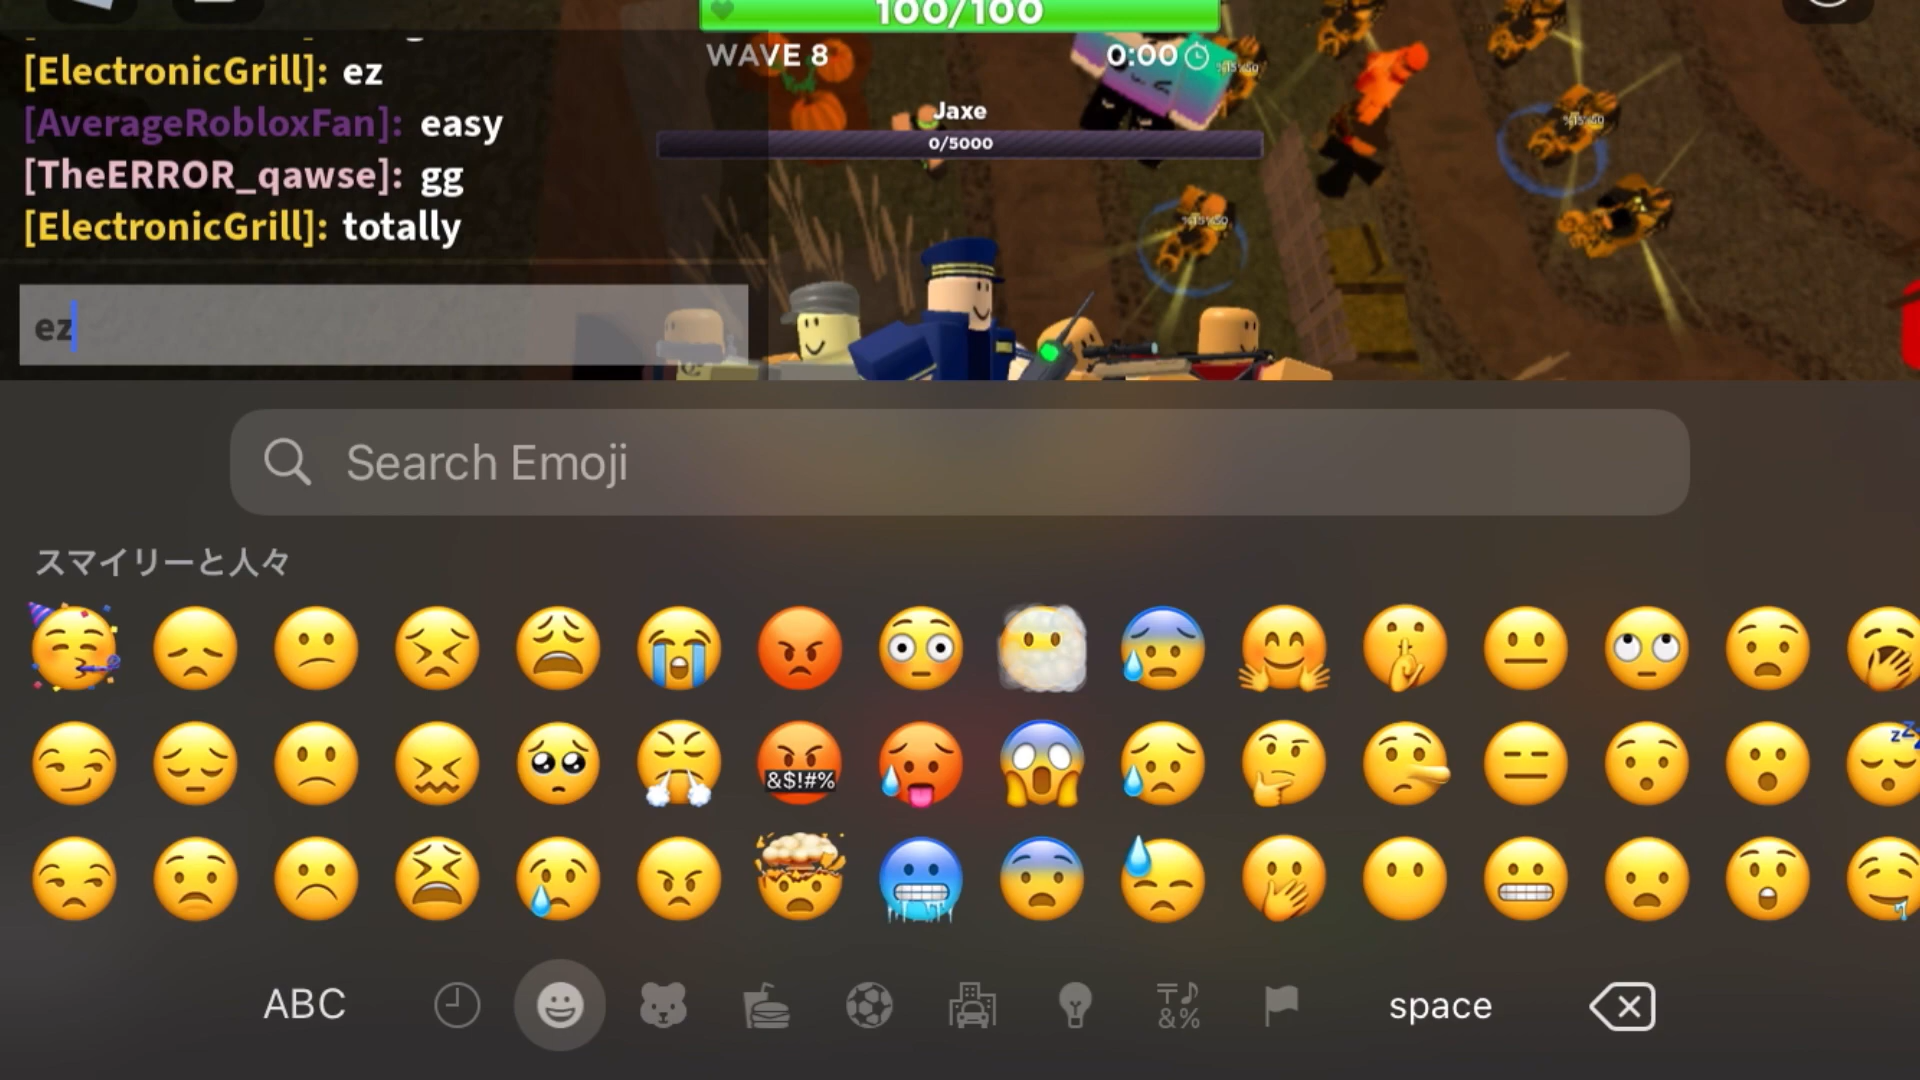 100/100
WAVE 8
0:00
[ElectronicGrill]: ez
[AverageRobloxFan]: easy
[TheERROR_qawse]: gg
[ElectronicGrill]: totally
Jaxe
0/5000
ez
Search Emoji
スマイリーと人々
&$!#%
ABC
space